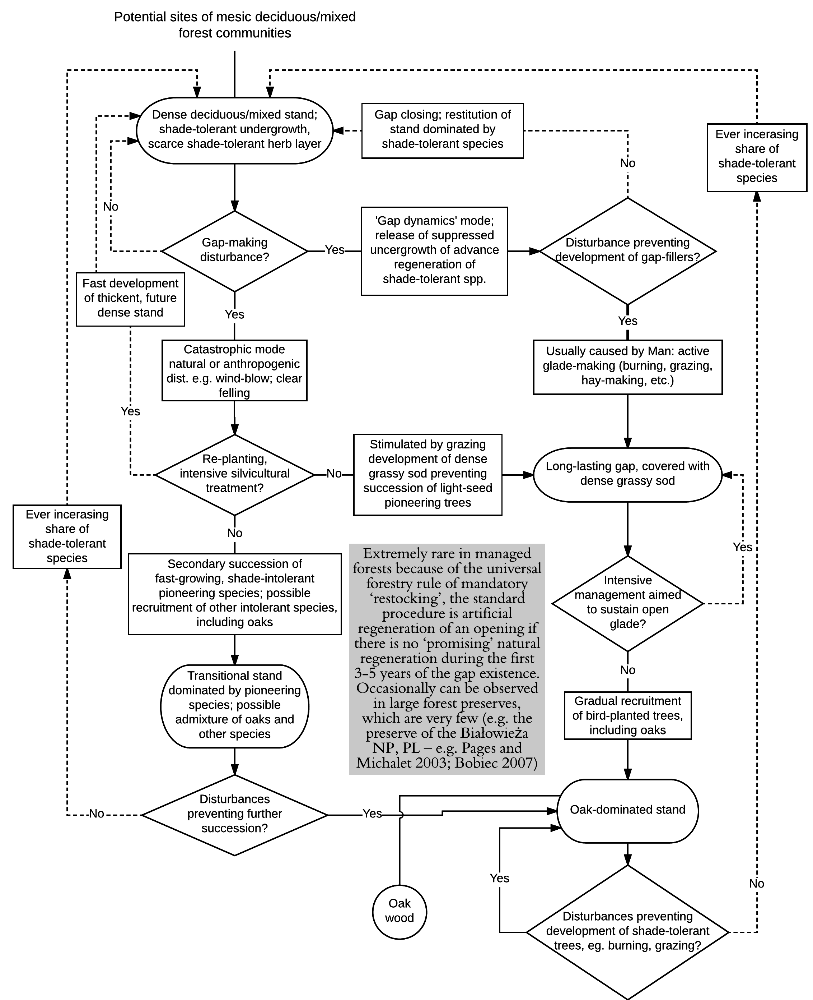 Potential sites of mesic deciduous/mixed
forest communities
Dense deciduous/mixed stand;
shade-tolerant undergrowth,
scarce shade-tolerant herb layer
Gap closing; restitution of
stand dominated by
shade-tolerant species
Ever incerasing
share of
shade-tolerant
species
No
No
Gap-making
disturbance?
Yes
'Gap dynamics' mode;
release of suppressed
uncergrowth of advance
regeneration of
shade-tolerant spp.
Disturbance preventing
development of gap-fillers?
Fast development
of thickent, future
dense stand
Yes
Yes
Catastrophic mode
natural or anthropogenic
dist. e.g. wind-blow; clear
felling
Usually caused by Man: active
glade-making (burning, grazing,
hay-making, etc.)
Yes
Re-planting,
intensive silvicultural
treatment?
No
Stimulated by grazing
development of dense
grassy sod preventing
succession of light-seed
pioneering trees
Long-lasting gap, covered with
dense grassy sod
Ever incerasing
share of
shade-tolerant
species
No
Yes
Secondary succession of
fast-growing, shade-intolerant
pioneering species; possible
recruitment of other intolerant species,
including oaks
Extremely rare in managed
forests because of the universal
forestry rule of mandatory
‘restocking’, the standard
procedure is artificial
regeneration of an opening if
there is no ‘promising’ natural
regeneration during the first
3-5 years of the gap existence.
Occasionally can be observed
in large forest preserves,
which are very few (e.g. the
preserve of the Białowieża
NP, PL – e.g. Pages and
Michalet 2003; Bobiec 2007)
Intensive
management aimed
to sustain open
glade?
No
Transitional stand
dominated by pioneering
species; possible
admixture of oaks and
other species
Gradual recruitment
of bird-planted trees,
including oaks
No
Disturbances
preventing further
succession?
Yes
Oak-dominated stand
Yes
No
Oak
wood
Disturbances preventing
development of shade-tolerant
trees, eg. burning, grazing?